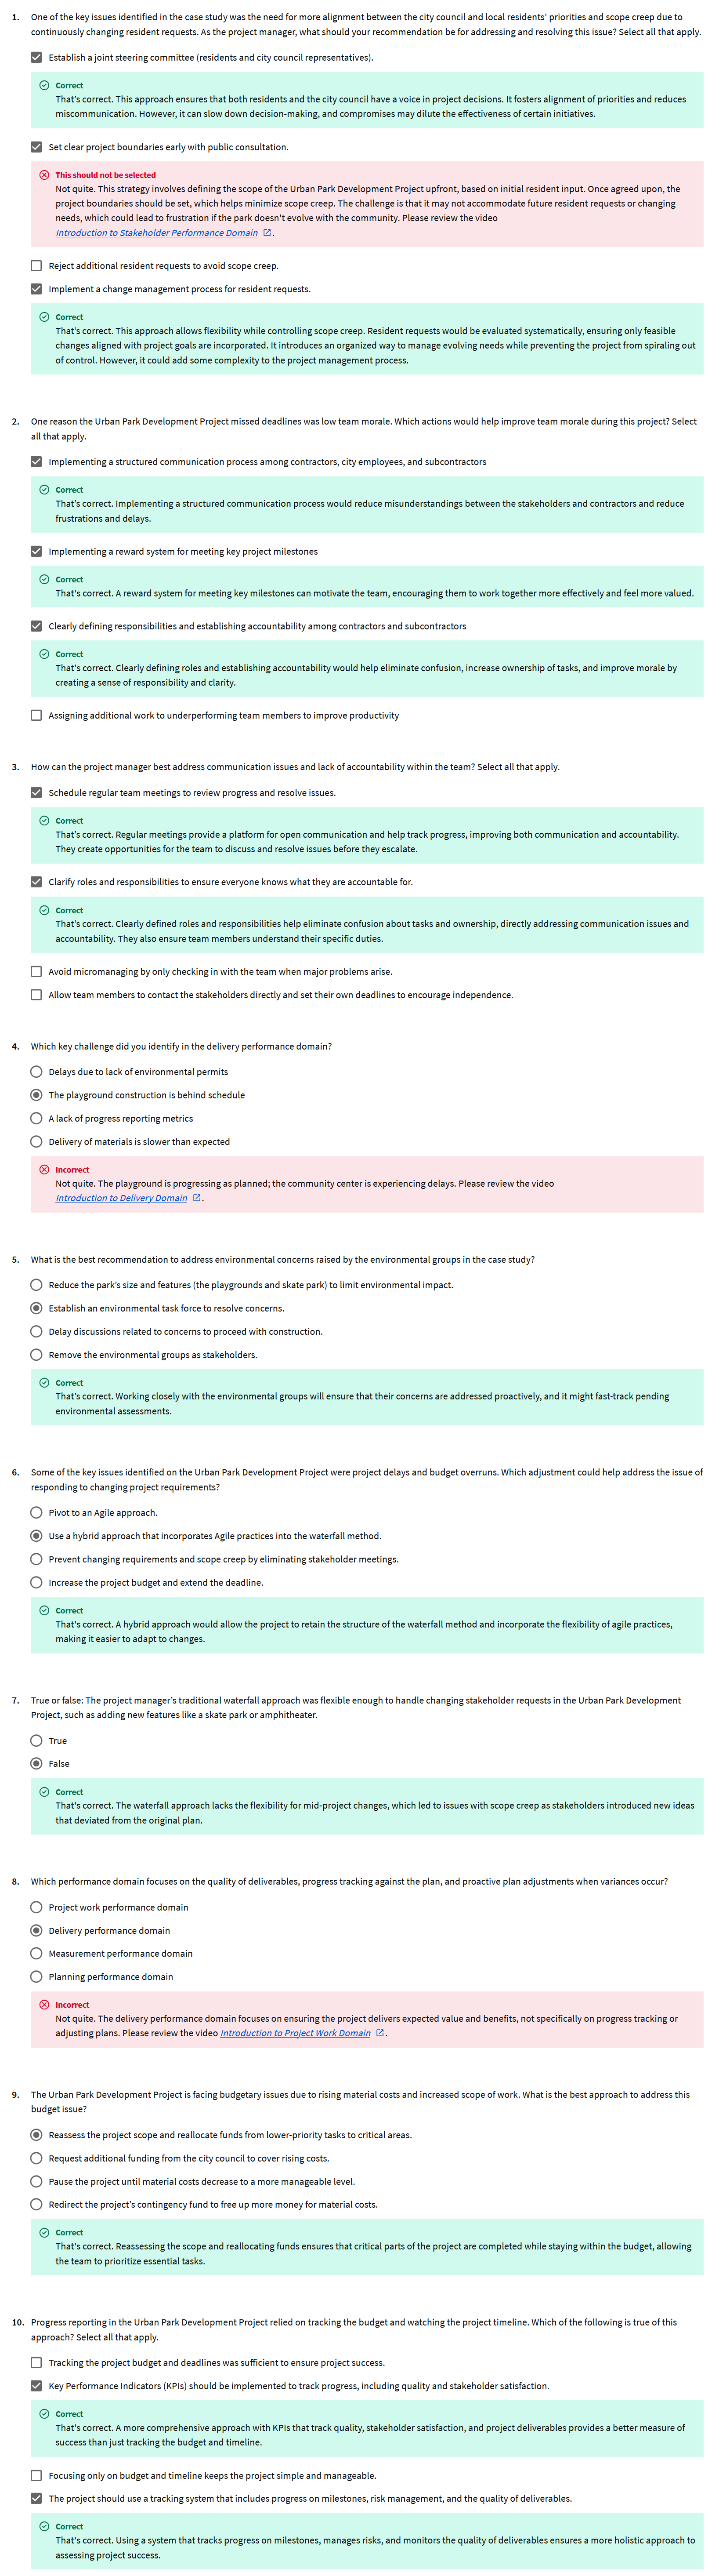 1. One of the key issues identified in the case study was the need for more alignment between the city council and local residents' priorities and scope creep due to
continuously changing resident requests. As the project manager, what should your recommendation be for addressing and resolving this issue? Select all that apply.
Establish a joint steering committee (residents and city council representatives).
Correct
That's correct. This approach ensures that both residents and the city council have a voice in project decisions. It fosters alignment of priorities and reduces
miscommunication. However, it can slow down decision-making, and compromises may dilute the effectiveness of certain initiatives.
Set clear project boundaries early with public consultation.
This should not be selected
Not quite. This strategy involves defining the scope of the Urban Park Development Project upfront, based on initial resident input. Once agreed upon, the
project boundaries should be set, which helps minimize scope creep. The challenge is that it may not accommodate future resident requests or changing
needs, which could lead to frustration if the park doesn't evolve with the community. Please review the video
Introduction to Stakeholder Performance Domain .
Reject additional resident requests to avoid scope creep.
Implement a change management process for resident requests.
Correct
That's correct. This approach allows flexibility while controlling scope creep. Resident requests would be evaluated systematically, ensuring only feasible
changes aligned with project goals are incorporated. It introduces an organized way to manage evolving needs while preventing the project from spiraling out
of control. However, it could add some complexity to the project management process.
2. One reason the Urban Park Development Project missed deadlines was low team morale. Which actions would help improve team morale during this project? Select
all that apply.
Implementing a structured communication process among contractors, city employees, and subcontractors
Correct
That's correct. Implementing a structured communication process would reduce misunderstandings between the stakeholders and contractors and reduce
frustrations and delays.
Implementing a reward system for meeting key project milestones
Correct
That's correct. A reward system for meeting key milestones can motivate the team, encouraging them to work together more effectively and feel more valued.
Clearly defining responsibilities and establishing accountability among contractors and subcontractors
Correct
That's correct. Clearly defining roles and establishing accountability would help eliminate confusion, increase ownership of tasks, and improve morale by
creating a sense of responsibility and clarity.
Assigning additional work to underperforming team members to improve productivity
3. How can the project manager best address communication issues and lack of accountability within the team? Select all that apply.
Schedule regular team meetings to review progress and resolve issues.
Correct
That's correct. Regular meetings provide a platform for open communication and help track progress, improving both communication and accountability.
They create opportunities for the team to discuss and resolve issues before they escalate.
Clarify roles and responsibilities to ensure everyone knows what they are accountable for.
Correct
That's correct. Clearly defined roles and responsibilities help eliminate confusion about tasks and ownership, directly addressing communication issues and
accountability. They also ensure team members understand their specific duties.
Avoid micromanaging by only checking in with the team when major problems arise.
Allow team members to contact the stakeholders directly and set their own deadlines to encourage independence.
4. Which key challenge did you identify in the delivery performance domain?
Delays due to lack of environmental permits
The playground construction is behind schedule
A lack of progress reporting metrics
Delivery of materials is slower than expected
Incorrect
Not quite. The playground is progressing as planned; the community center is experiencing delays. Please review the video
Introduction to Delivery Domain .
5. What is the best recommendation to address environmental concerns raised by the environmental groups in the case study?
Reduce the park's size and features (the playgrounds and skate park) to limit environmental impact.
Establish an environmental task force to resolve concerns.
Delay discussions related to concerns to proceed with construction.
Remove the environmental groups as stakeholders.
Correct
That's correct. Working closely with the environmental groups will ensure that their concerns are addressed proactively, and it might fast-track pending
environmental assessments.
6. Some of the key issues identified on the Urban Park Development Project were project delays and budget overruns. Which adjustment could help address the issue of
responding to changing project requirements?
Pivot to an Agile approach.
Use a hybrid approach that incorporates Agile practices into the waterfall method.
Prevent changing requirements and scope creep by eliminating stakeholder meetings.
Increase the project budget and extend the deadline.
Correct
That's correct. A hybrid approach would allow the project to retain the structure of the waterfall method and incorporate the flexibility of agile practices,
making it easier to adapt to changes.
7. True or false: The project manager's traditional waterfall approach was flexible enough to handle changing stakeholder requests in the Urban Park Development
Project, such as adding new features like a skate park or amphitheater.
True
False
Correct
That's correct. The waterfall approach lacks the flexibility for mid-project changes, which led to issues with scope creep as stakeholders introduced new ideas
that deviated from the original plan.
8. Which performance domain focuses on the quality of deliverables, progress tracking against the plan, and proactive plan adjustments when variances occur?
Project work performance domain
Delivery performance domain
Measurement performance domain
Planning performance domain
Incorrect
Not quite. The delivery performance domain focuses on ensuring the project delivers expected value and benefits, not specifically on progress tracking or
adjusting plans. Please review the video Introduction to Project Work Domain .
9. The Urban Park Development Project is facing budgetary issues due to rising material costs and increased scope of work. What is the best approach to address this
budget issue?
Reassess the project scope and reallocate funds from lower-priority tasks to critical areas.
Request additional funding from the city council to cover rising costs.
Pause the project until material costs decrease to a more manageable level.
Redirect the project's contingency fund to free up more money for material costs.
Correct
That's correct. Reassessing the scope and reallocating funds ensures that critical parts of the project are completed while staying within the budget, allowing
the team to prioritize essential tasks.
10. Progress reporting in the Urban Park Development Project relied on tracking the budget and watching the project timeline. Which of the following is true of this
approach? Select all that apply.
Tracking the project budget and deadlines was sufficient to ensure project success.
Key Performance Indicators (KPIs) should be implemented to track progress, including quality and stakeholder satisfaction.
Correct
That's correct. A more comprehensive approach with KPIs that track quality, stakeholder satisfaction, and project deliverables provides a better measure of
success than just tracking the budget and timeline.
Focusing only on budget and timeline keeps the project simple and manageable.
The project should use a tracking system that includes progress on milestones, risk management, and the quality of deliverables.
Correct
That's correct. Using a system that tracks progress on milestones, manages risks, and monitors the quality of deliverables ensures a more holistic approach to
assessing project success.